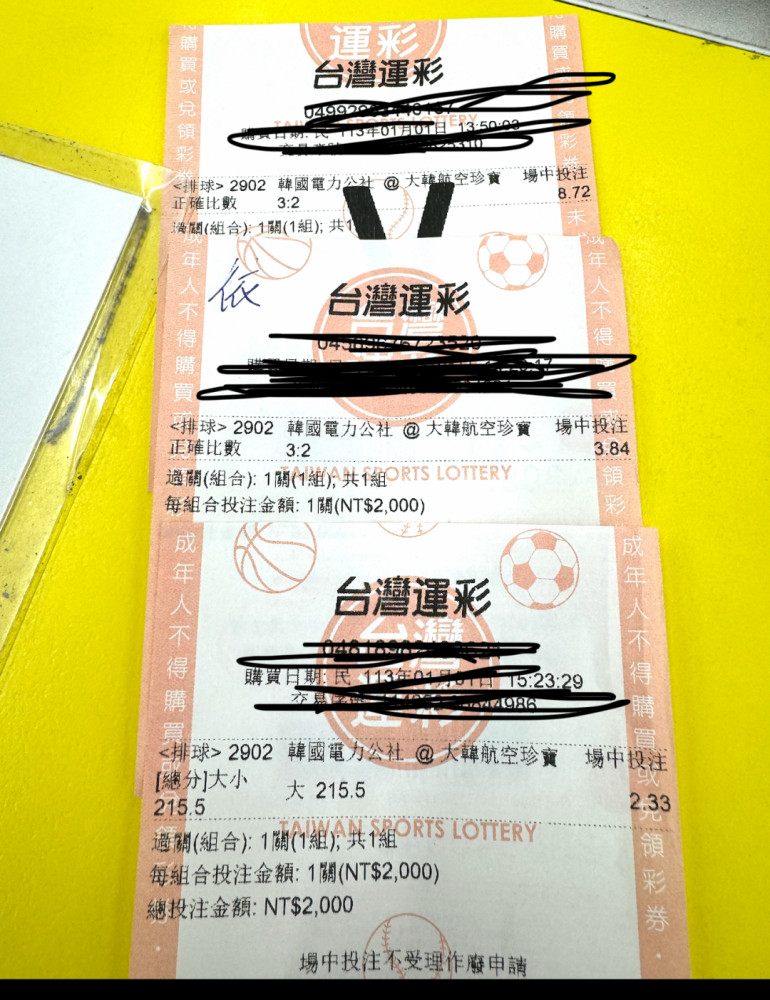 運彩
台灣運彩
TAIWAN SPORTS LOTTERY
購買日期: 民 113年01月01日 13:50:03
<排球> 2902 韓國電力公社 @ 大韓航空珍寶 場中投注
正確比數 3:2 8.72
過關(組合): 1關(1組); 共1
依
台灣運彩
<排球> 2902 韓國電力公社 @ 大韓航空珍寶 場中投注
正確比數 3:2 3.84
過關(組合): 1關(1組); 共1組
TAIWAN SPORTS LOTTERY
每組合投注金額: 1關(NT$2,000)
台灣運彩
購買日期: 民 113年01月01日 15:23:29
<排球> 2902 韓國電力公社 @ 大韓航空珍寶 場中投注
[總分]大小 大 215.5
215.5 2.33
TAIWAN SPORTS LOTTERY
過關(組合): 1關(1組); 共1組
每組合投注金額: 1關(NT$2,000)
總投注金額: NT$2,000
場中投注不受理作廢申請
購買或兌領彩券
未成年人不得購買
領彩
成年人不得購買
成年人不得購買或兌領彩券